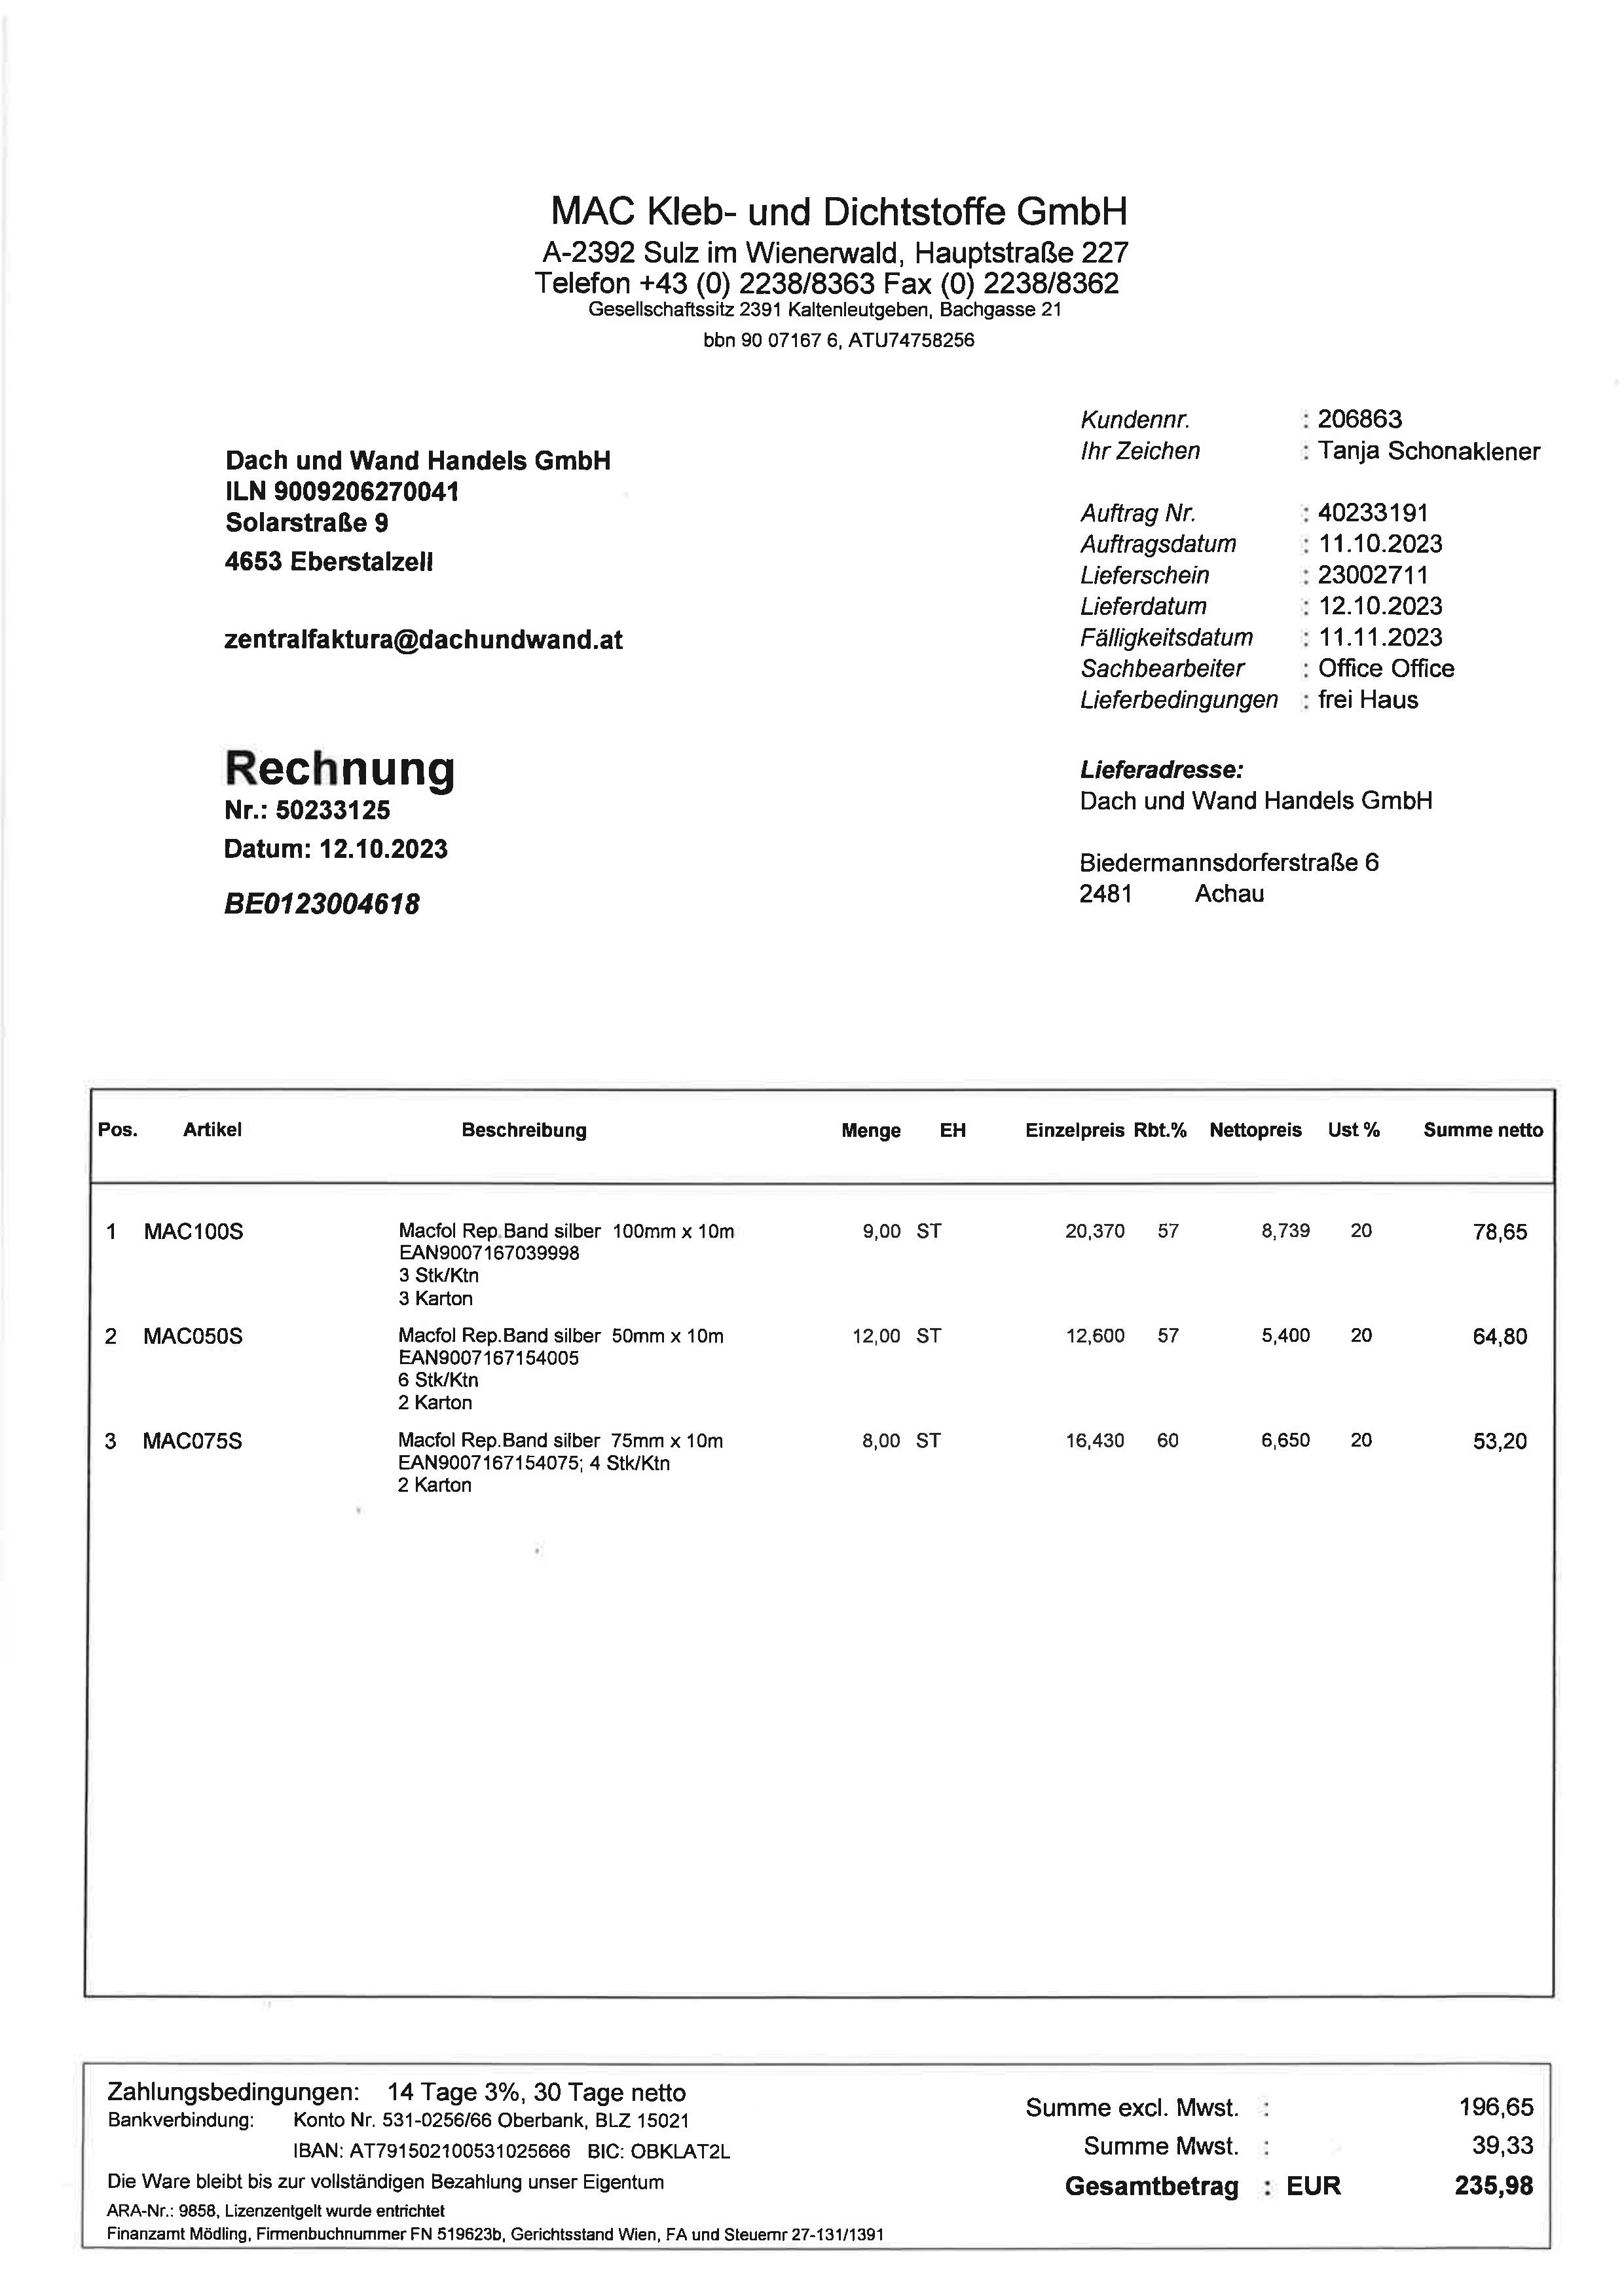 MAC Kleb- und Dichtstoffe GmbH
A-2392 Sulz im Wienerwald, Hauptstraße 227
Telefon +43 (0) 2238/8363 Fax (0) 2238/8362
Gesellschaftssitz 2391 Kaltenleutgeben, Bachgasse 21
bbn 90 07167 6, ATU74758256
Dach und Wand Handels GmbH
ILN 9009206270041
Solarstraße 9
4653 Eberstalzell
zentralfaktura@dachundwand.at
Kundennr. : 206863
Ihr Zeichen : Tanja Schonaklener
Auftrag Nr. : 40233191
Auftragsdatum : 11.10.2023
Lieferschein : 23002711
Lieferdatum : 12.10.2023
Fälligkeitsdatum : 11.11.2023
Sachbearbeiter : Office Office
Lieferbedingungen : frei Haus
Rechnung
Nr.: 50233125
Datum: 12.10.2023
BE0123004618
Lieferadresse:
Dach und Wand Handels GmbH
Biedermannsdorferstraße 6
2481 Achau
Pos. Artikel Beschreibung Menge EH Einzelpreis Rbt.% Nettopreis Ust % Summe netto
1 MAC100S Macfol Rep.Band silber 100mm x 10m 9,00 ST 20,370 57 8,739 20 78,65
EAN9007167039998
3 Stk/Ktn
3 Karton
2 MAC050S Macfol Rep.Band silber 50mm x 10m 12,00 ST 12,600 57 5,400 20 64,80
EAN9007167154005
6 Stk/Ktn
2 Karton
3 MAC075S Macfol Rep.Band silber 75mm x 10m 8,00 ST 16,430 60 6,650 20 53,20
EAN9007167154075; 4 Stk/Ktn
2 Karton
Zahlungsbedingungen: 14 Tage 3%, 30 Tage netto
Bankverbindung: Konto Nr. 531-0256/66 Oberbank, BLZ 15021
IBAN: AT791502100531025666 BIC: OBKLAT2L
Die Ware bleibt bis zur vollständigen Bezahlung unser Eigentum
ARA-Nr.: 9858, Lizenzentgelt wurde entrichtet
Finanzamt Mödling, Firmenbuchnummer FN 519623b, Gerichtsstand Wien, FA und Steuernr 27-131/1391
Summe excl. Mwst. : 196,65
Summe Mwst. : 39,33
Gesamtbetrag : EUR 235,98